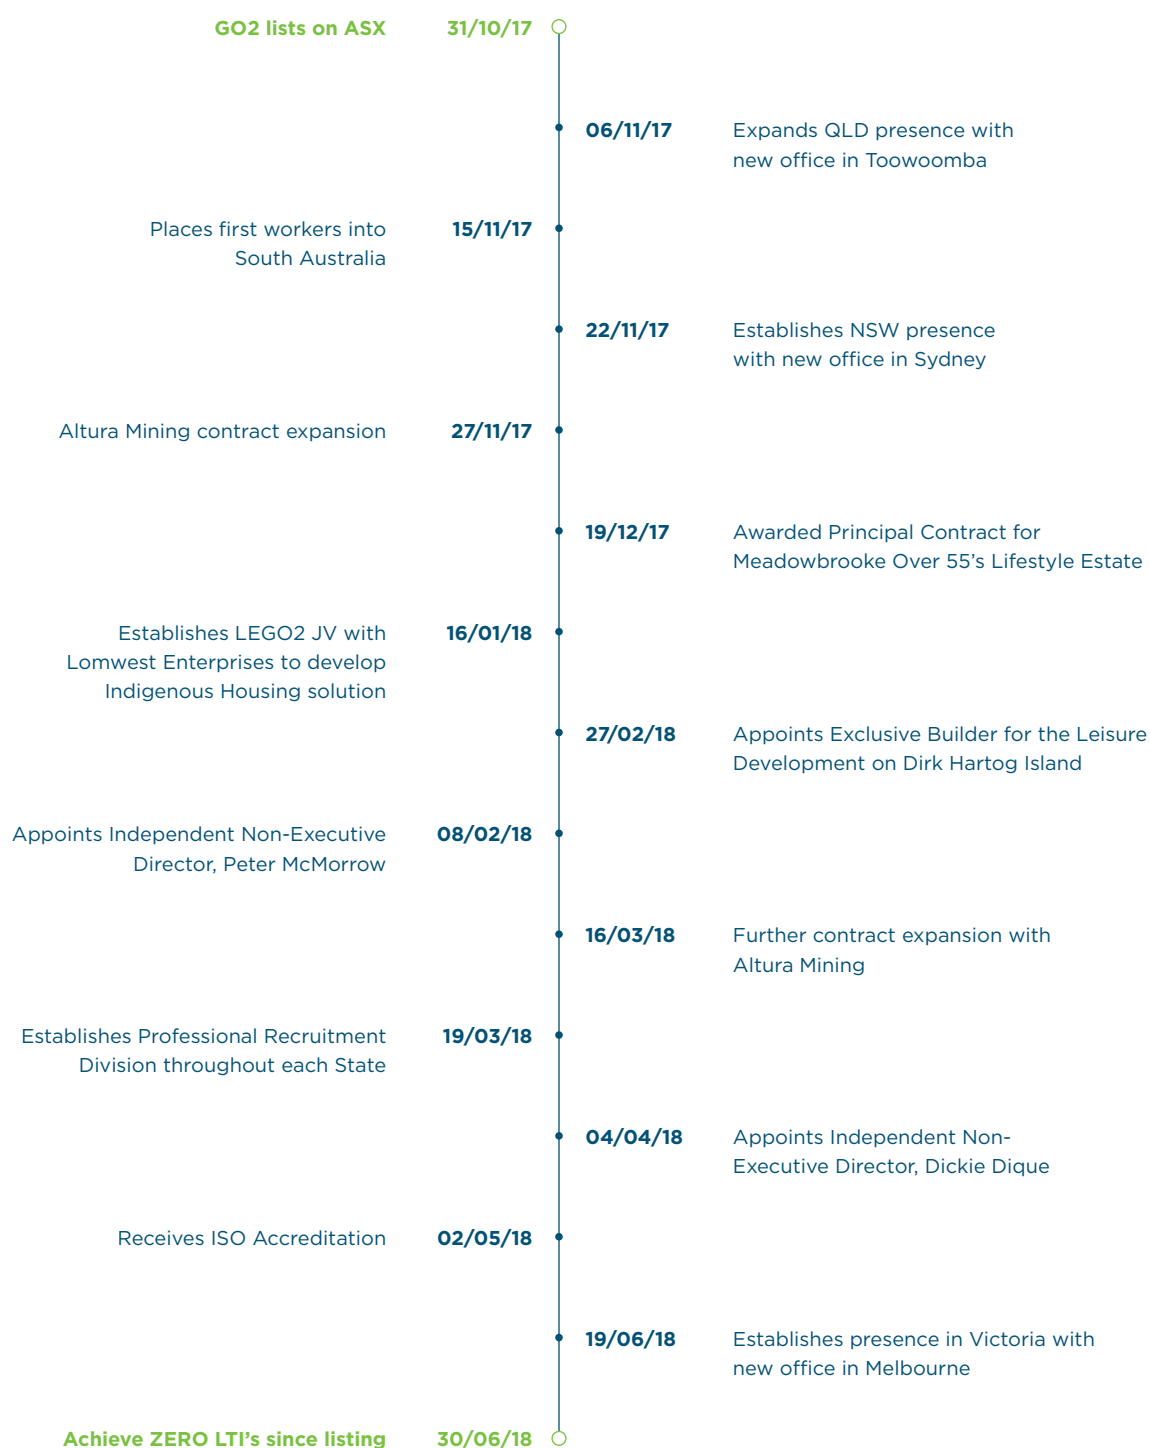 GO2 lists on ASX 31/10/17
06/11/17 Expands QLD presence with
new office in Toowoomba
Places first workers into 15/11/17
South Australia
22/11/17 Establishes NSW presence
with new office in Sydney
Altura Mining contract expansion 27/11/17
19/12/17 Awarded Principal Contract for
Meadowbrooke Over 55’s Lifestyle Estate
Establishes LEGO2 JV with 16/01/18
Lomwest Enterprises to develop
Indigenous Housing solution
27/02/18 Appoints Exclusive Builder for the Leisure
Development on Dirk Hartog Island
Appoints Independent Non-Executive 08/02/18
Director, Peter McMorrow
16/03/18 Further contract expansion with
Altura Mining
Establishes Professional Recruitment 19/03/18
Division throughout each State
04/04/18 Appoints Independent Non-
Executive Director, Dickie Dique
Receives ISO Accreditation 02/05/18
19/06/18 Establishes presence in Victoria with
new office in Melbourne
Achieve ZERO LTI’s since listing 30/06/18